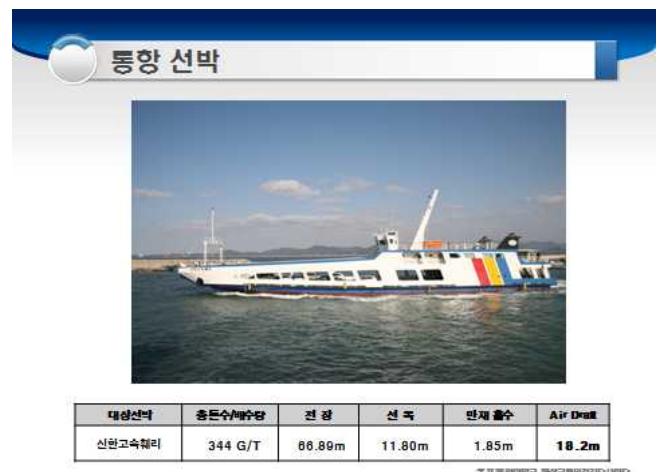 통항 선박
대상선박 총톤수/배수량 전 장 선 폭 만재 흘수 Air Draft
신한고속훼리 344 G/T 66.89m 11.80m 1.85m 18.2m